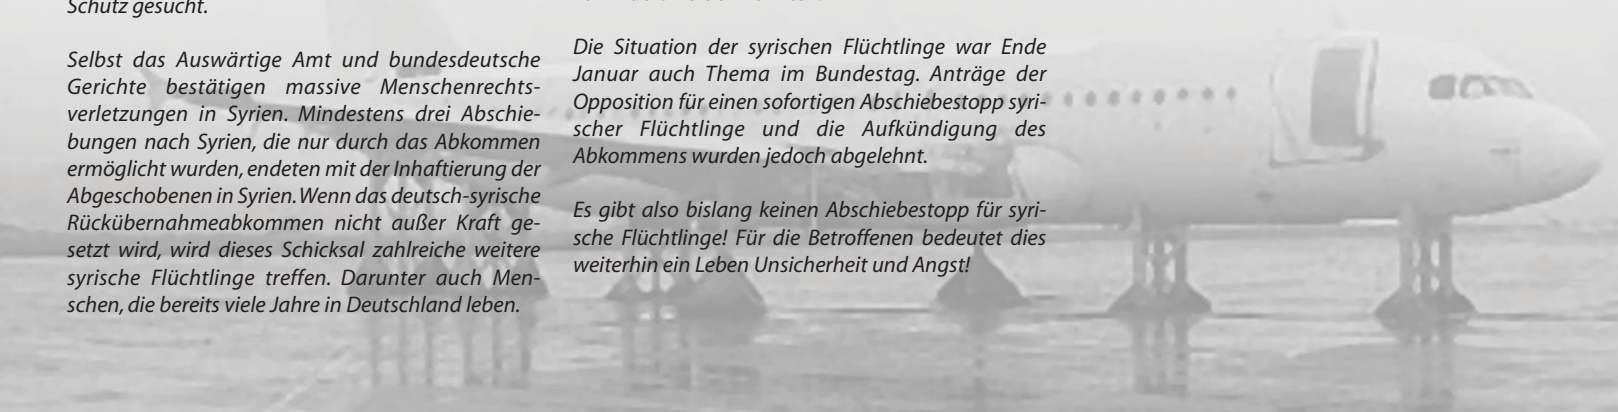 Schutz gesucht.
Selbst das Auswärtige Amt und bundesdeutsche
Gerichte bestätigen massive Menschenrechts-
verletzungen in Syrien. Mindestens drei Abschie-
bungen nach Syrien, die nur durch das Abkommen
ermöglicht wurden, endeten mit der Inhaftierung der
Abgeschobenen in Syrien. Wenn das deutsch-syrische
Rückübernahmeabkommen nicht außer Kraft ge-
setzt wird, wird dieses Schicksal zahlreiche weitere
syrische Flüchtlinge treffen. Darunter auch Men-
schen, die bereits viele Jahre in Deutschland leben.
Die Situation der syrischen Flüchtlinge war Ende
Januar auch Thema im Bundestag. Anträge der
Opposition für einen sofortigen Abschiebestopp syri-
scher Flüchtlinge und die Aufkündigung des
Abkommens wurden jedoch abgelehnt.
Es gibt also bislang keinen Abschiebestopp für syri-
sche Flüchtlinge! Für die Betroffenen bedeutet dies
weiterhin ein Leben Unsicherheit und Angst!